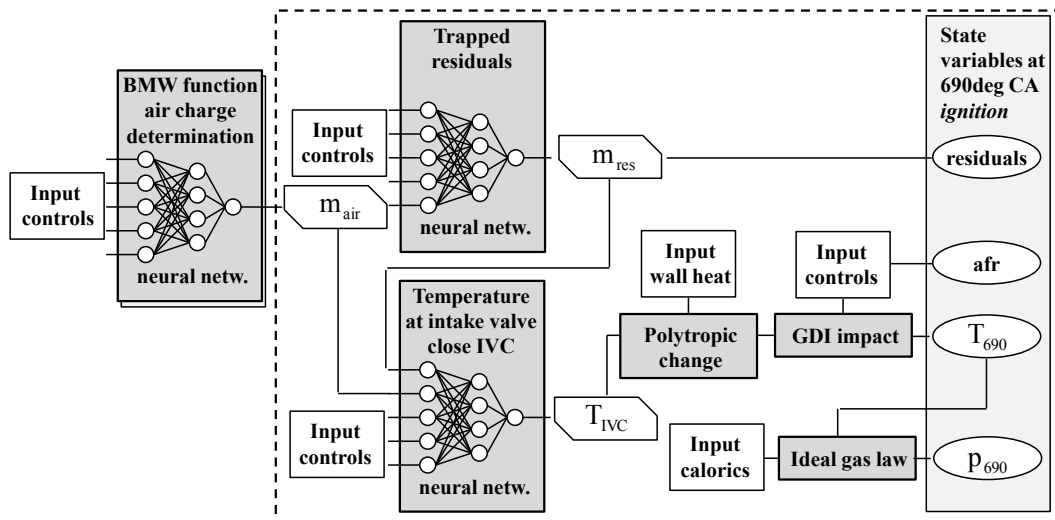 BMW function
air charge
determination
Input
controls
neural netw.
m_air
Trapped
residuals
Input
controls
neural netw.
m_res
Temperature
at intake valve
close IVC
Input
controls
neural netw.
T_IVC
Input
wall heat
Polytropic
change
Input
controls
GDI impact
Input
calorics
Ideal gas law
State
variables at
690deg CA
ignition
residuals
afr
T_690
p_690